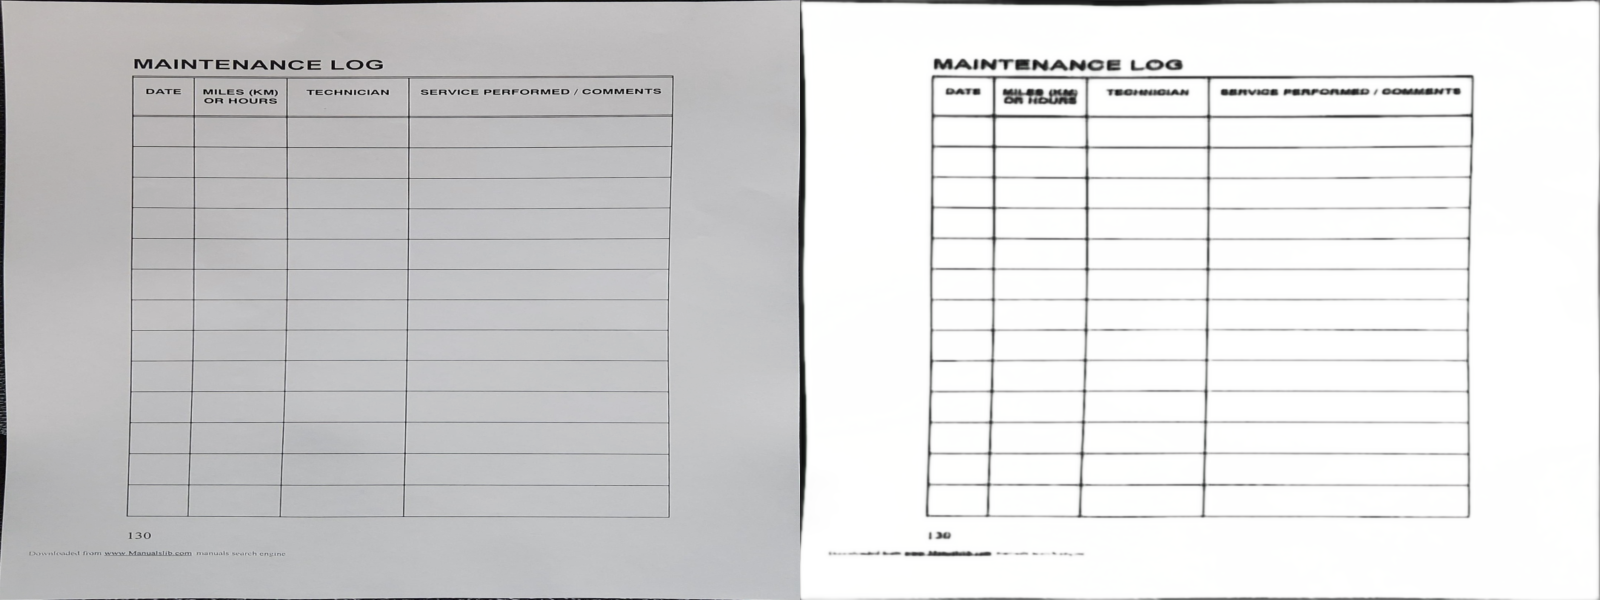 MAINTENANCE LOG
DATE
MILES (KM)
OR HOURS
TECHNICIAN
SERVICE PERFORMED / COMMENTS
130
Downloaded from www.Manualslib.com manuals search engine
MAINTENANCE LOG
DATE
MILES (KM)
OR HOURS
TECHNICIAN
SERVICE PERFORMED / COMMENTS
130